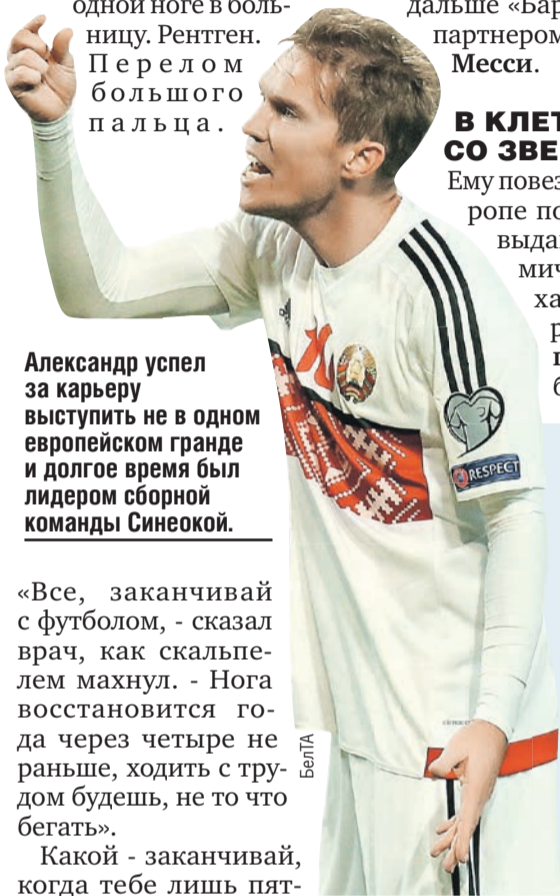 одной ноге в боль-
ницу. Рентген.
Перелом
большого
пальца.
Александр успел
за карьеру
выступить не в одном
европейском гранде
и долгое время был
лидером сборной
команды Синеокой.
«Все, заканчивай
с футболом, - сказал
врач, как скальпе-
лем махнул. - Нога
восстановится го-
да через четыре не
раньше, ходить с тру-
дом будешь, не то что
бегать».
Какой - заканчивай,
когда тебе лишь пят-
БелТА
RESPECT
дальше «Бар
партнером
Месси.
В КЛЕТ
СО ЗВЕ
Ему повез
ропе по
выда
мич
ха